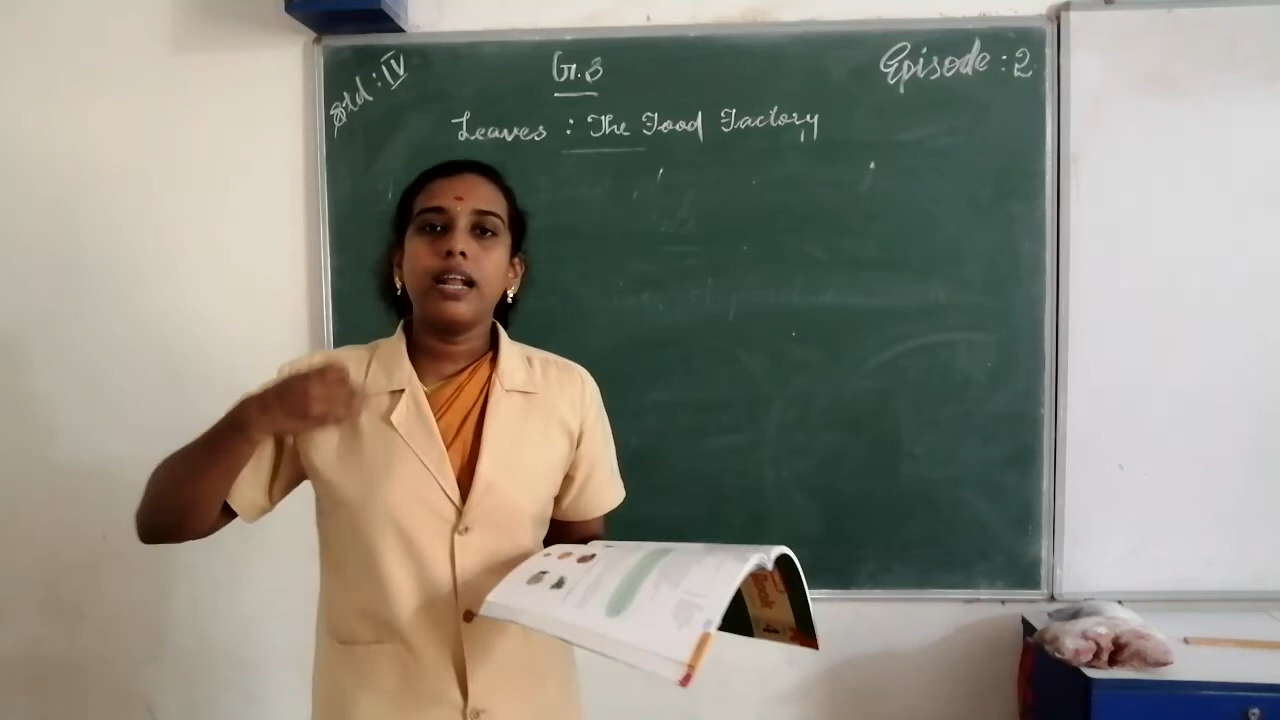 Std : IV
G.S
Episode : 2
Leaves : The Food Factory